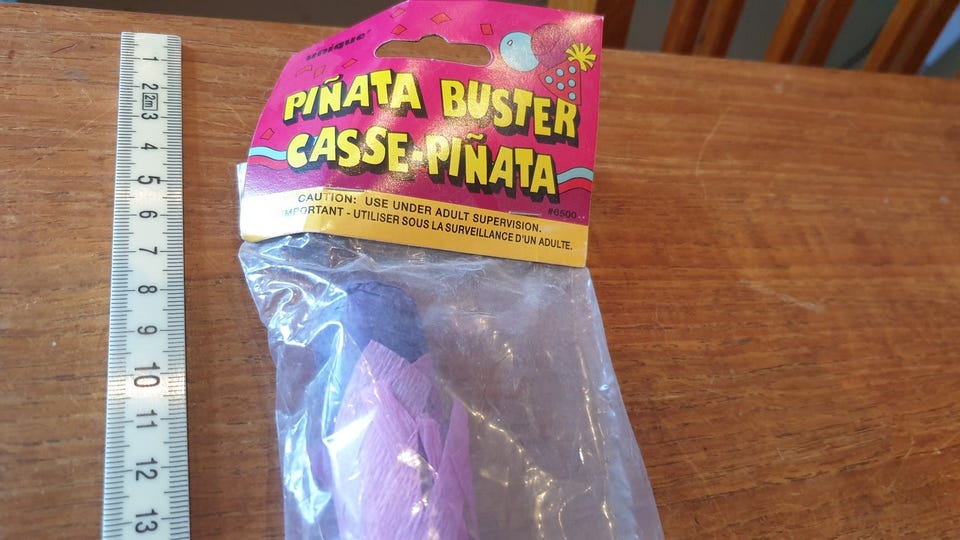 unique®
PIÑATA BUSTER
CASSE-PIÑATA
CAUTION: USE UNDER ADULT SUPERVISION.
#6500
IMPORTANT - UTILISER SOUS LA SURVEILLANCE D'UN ADULTE.
1
2
2m
3
4
5
6
7
8
9
10
11
12
13